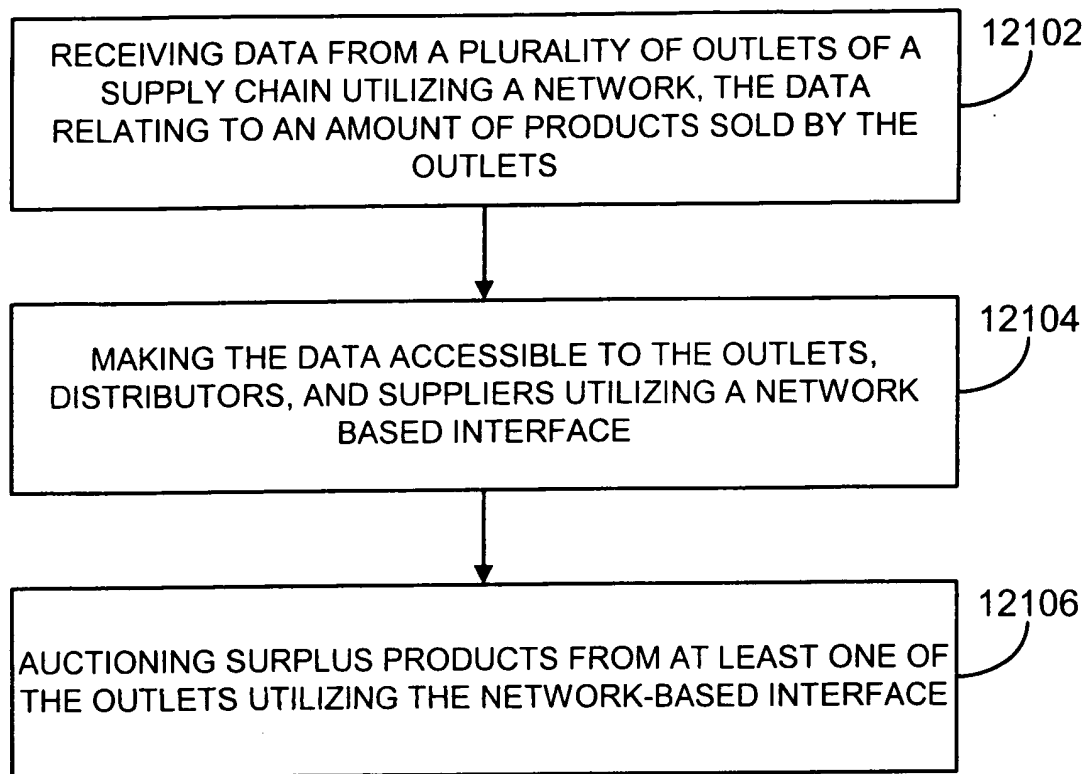 RECEIVING DATA FROM A PLURALITY OF OUTLETS OF A
SUPPLY CHAIN UTILIZING A NETWORK, THE DATA
RELATING TO AN AMOUNT OF PRODUCTS SOLD BY THE
OUTLETS
12102
MAKING THE DATA ACCESSIBLE TO THE OUTLETS,
DISTRIBUTORS, AND SUPPLIERS UTILIZING A NETWORK
BASED INTERFACE
12104
AUCTIONING SURPLUS PRODUCTS FROM AT LEAST ONE OF
THE OUTLETS UTILIZING THE NETWORK-BASED INTERFACE
12106